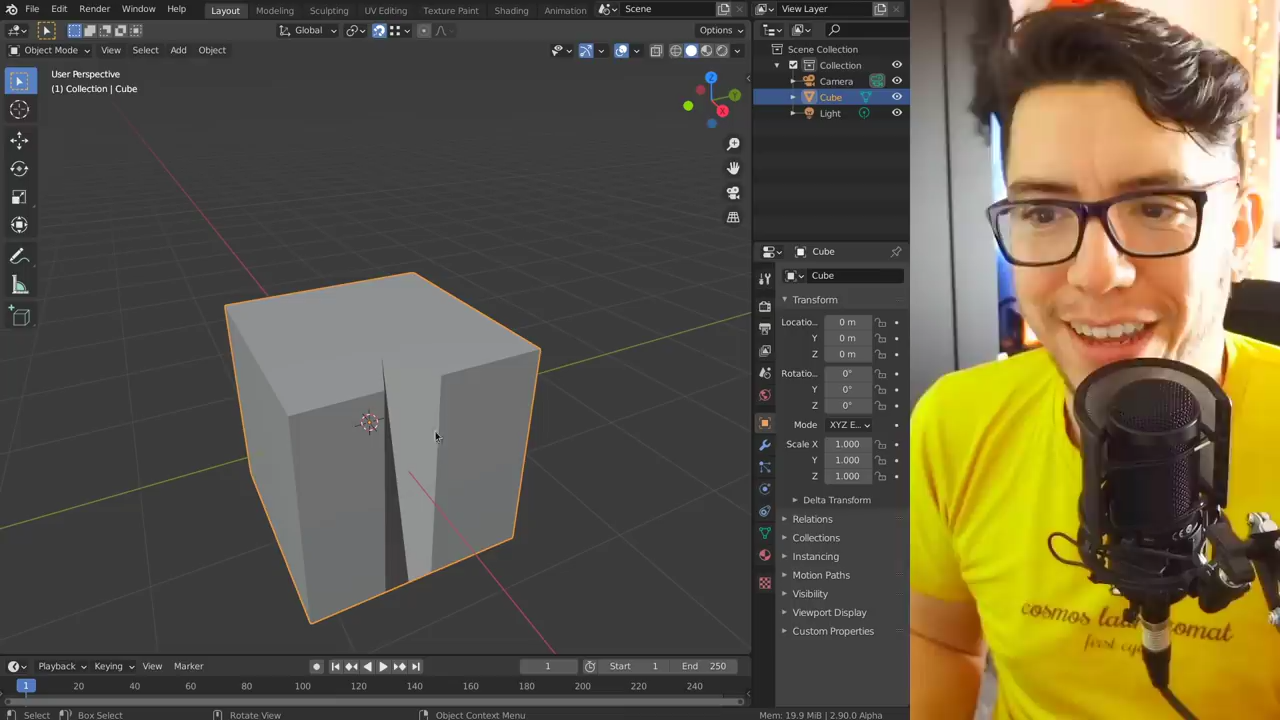 File Edit Render Window Help Layout Modeling Sculpting UV Editing Texture Paint Shading Animation Scene View Layer
Global Options
Object Mode View Select Add Object
User Perspective
(1) Collection | Cube
Z
Y
X
Scene Collection
Collection
Camera
Cube
Light
Cube
Cube
Transform
Locatio... 0 m
Y 0 m
Z 0 m
Rotatio... 0°
Y 0°
Z 0°
Mode XYZ E...
Scale X 1.000
Y 1.000
Z 1.000
Delta Transform
Relations
Collections
Instancing
Motion Paths
Visibility
Viewport Display
Custom Properties
Playback Keying View Marker 1 Start 1 End 250
1 20 40 60 80 100 120 140 160 180 200 220 240
Select Box Select Rotate View Object Context Menu Mem: 19.9 MiB | 2.90.0 Alpha
cosmos